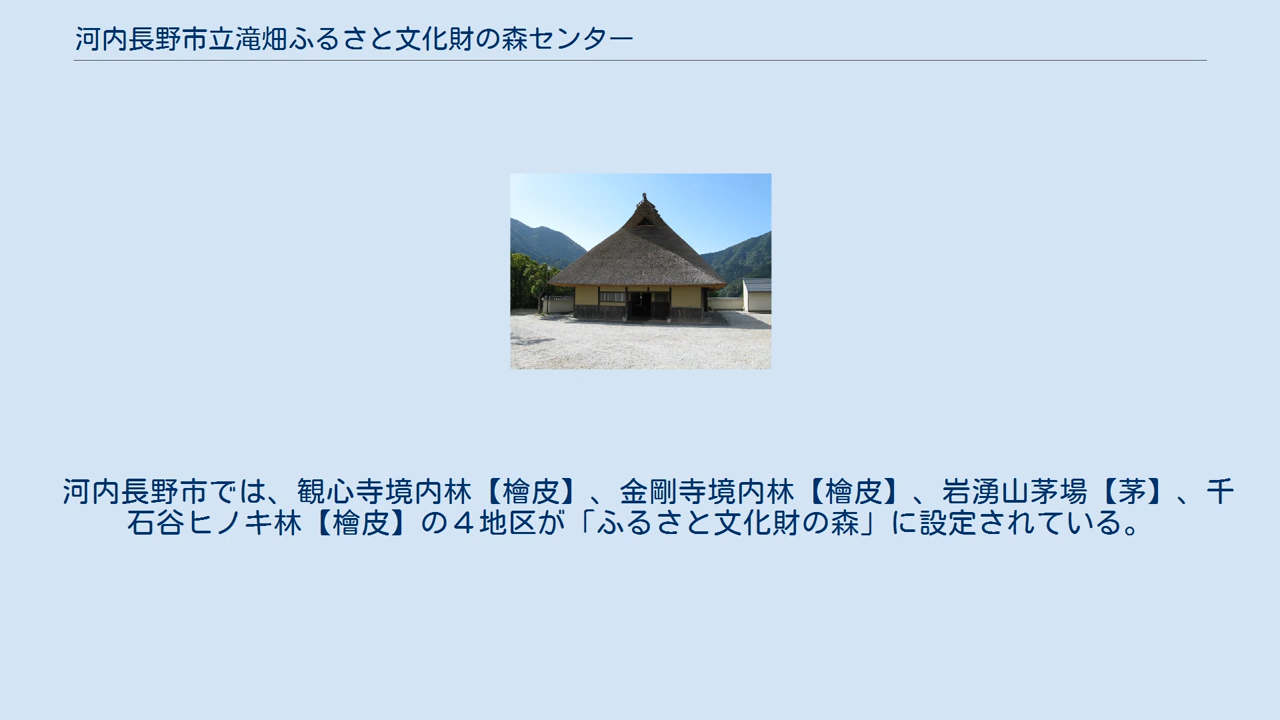 河内長野市立滝畑ふるさと文化財の森センター
河内長野市では、観心寺境内林【檜皮】、金剛寺境内林【檜皮】、岩湧山茅場【茅】、千
石谷ヒノキ林【檜皮】の４地区が「ふるさと文化財の森」に設定されている。